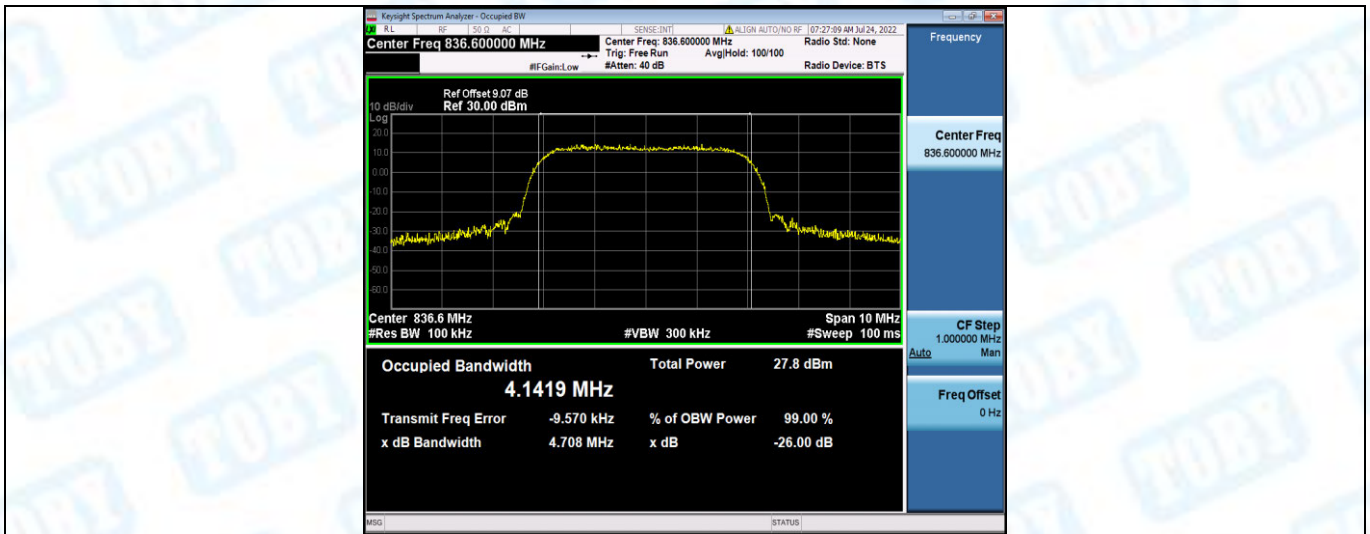 Keysight Spectrum Analyzer - Occupied BW
RL RF 50 Ω AC SENSE:INT ALIGN AUTO/NO RF 07:27:09 AM Jul 24, 2022
Center Freq 836.600000 MHz
Center Freq: 836.600000 MHz Radio Std: None
Trig: Free Run Avg|Hold: 100/100
#IFGain:Low #Atten: 40 dB Radio Device: BTS
Frequency
Ref Offset 9.07 dB
10 dB/div Ref 30.00 dBm
Log
20.0
10.0
0.00
-10.0
-20.0
-30.0
-40.0
-50.0
-60.0
Center 836.6 MHz Span 10 MHz
#Res BW 100 kHz #VBW 300 kHz #Sweep 100 ms
Occupied Bandwidth Total Power 27.8 dBm
4.1419 MHz
Transmit Freq Error -9.570 kHz % of OBW Power 99.00 %
x dB Bandwidth 4.708 MHz x dB -26.00 dB
Center Freq
836.600000 MHz
CF Step
1.000000 MHz
Auto Man
Freq Offset
0 Hz
MSG STATUS
TOBY
TOBY
TOBY
TOBY
TOBY
TOBY
TOBY
TOBY